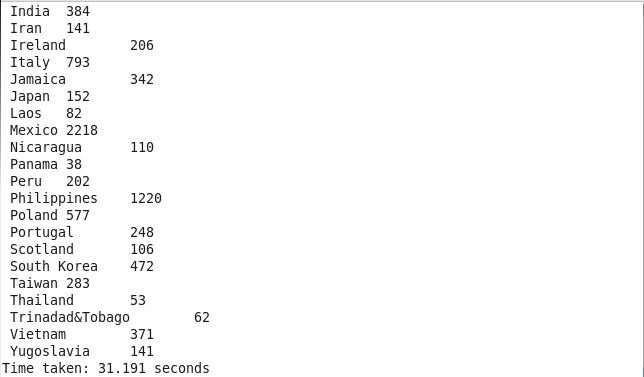 India 384
Iran 141
Ireland 206
Italy 793
Jamaica 342
Japan 152
Laos 82
Mexico 2218
Nicaragua 110
Panama 38
Peru 202
Philippines 1220
Poland 577
Portugal 248
Scotland 106
South Korea 472
Taiwan 283
Thailand 53
Trinadad&Tobago 62
Vietnam 371
Yugoslavia 141
Time taken: 31.191 seconds